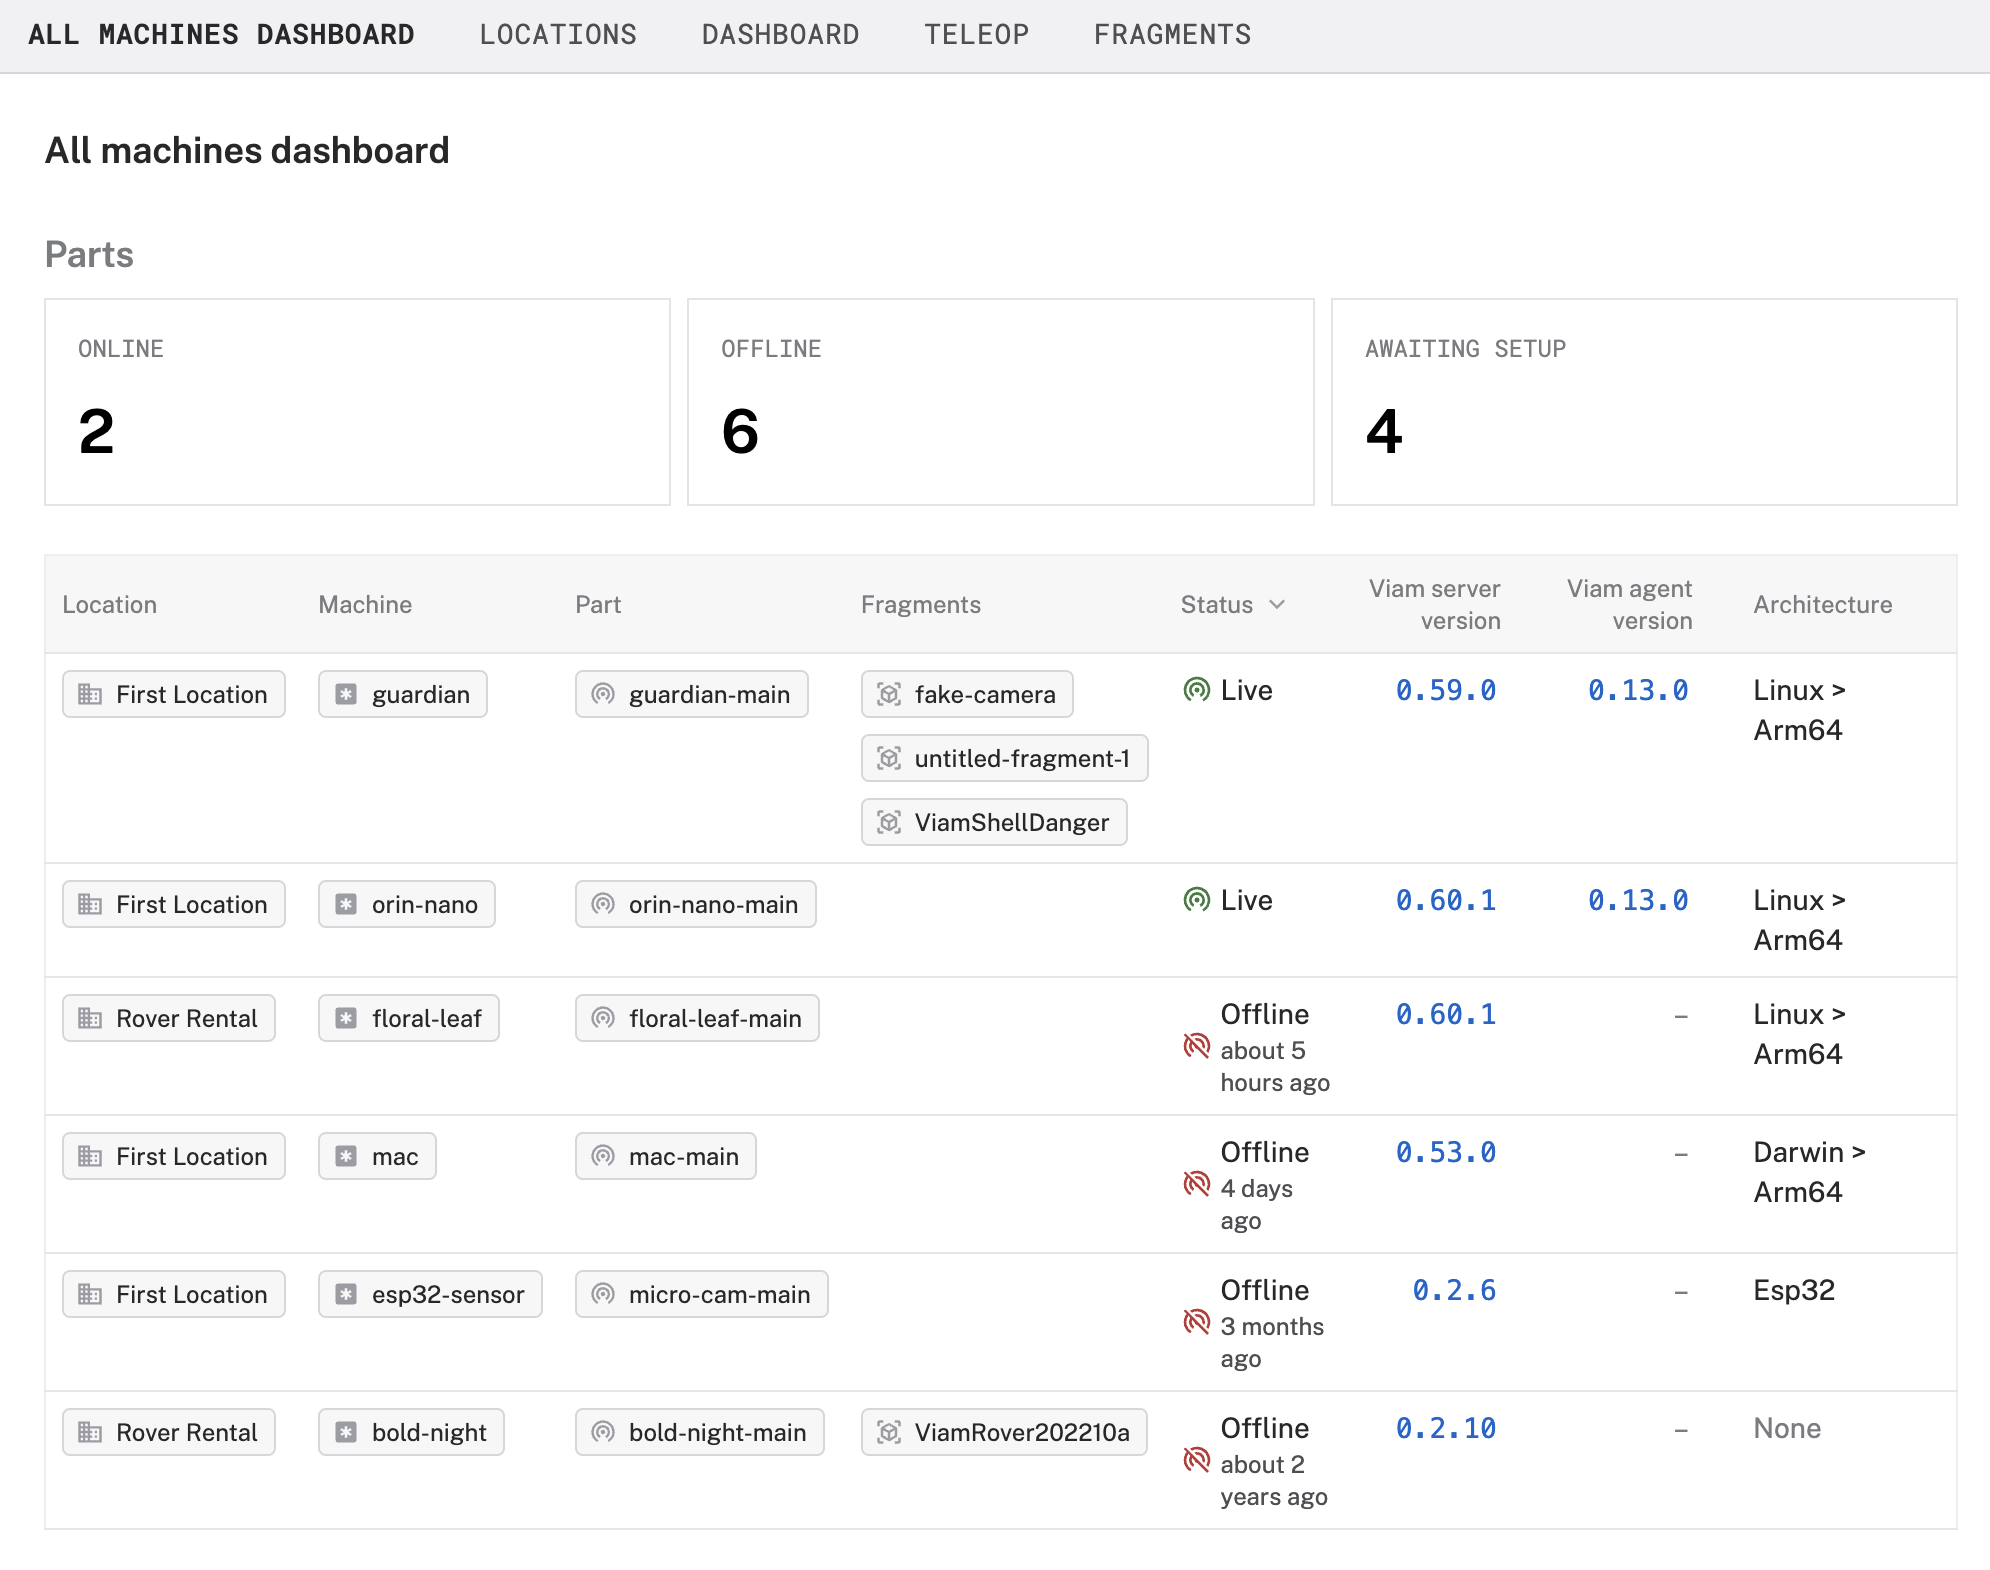 ALL MACHINES DASHBOARD LOCATIONS DASHBOARD TELEOP FRAGMENTS
All machines dashboard
Parts
ONLINE OFFLINE AWAITING SETUP
2 6 4
Location Machine Part Fragments Status Viam server version Viam agent version Architecture
First Location guardian guardian-main fake-camera Live 0.59.0 0.13.0 Linux >
Arm64
untitled-fragment-1
ViamShellDanger
First Location orin-nano orin-nano-main Live 0.60.1 0.13.0 Linux >
Arm64
Rover Rental floral-leaf floral-leaf-main Offline 0.60.1 – Linux >
about 5 Arm64
hours ago
First Location mac mac-main Offline 0.53.0 – Darwin >
4 days Arm64
ago
First Location esp32-sensor micro-cam-main Offline 0.2.6 – Esp32
3 months
ago
Rover Rental bold-night bold-night-main ViamRover202210a Offline 0.2.10 – None
about 2
years ago